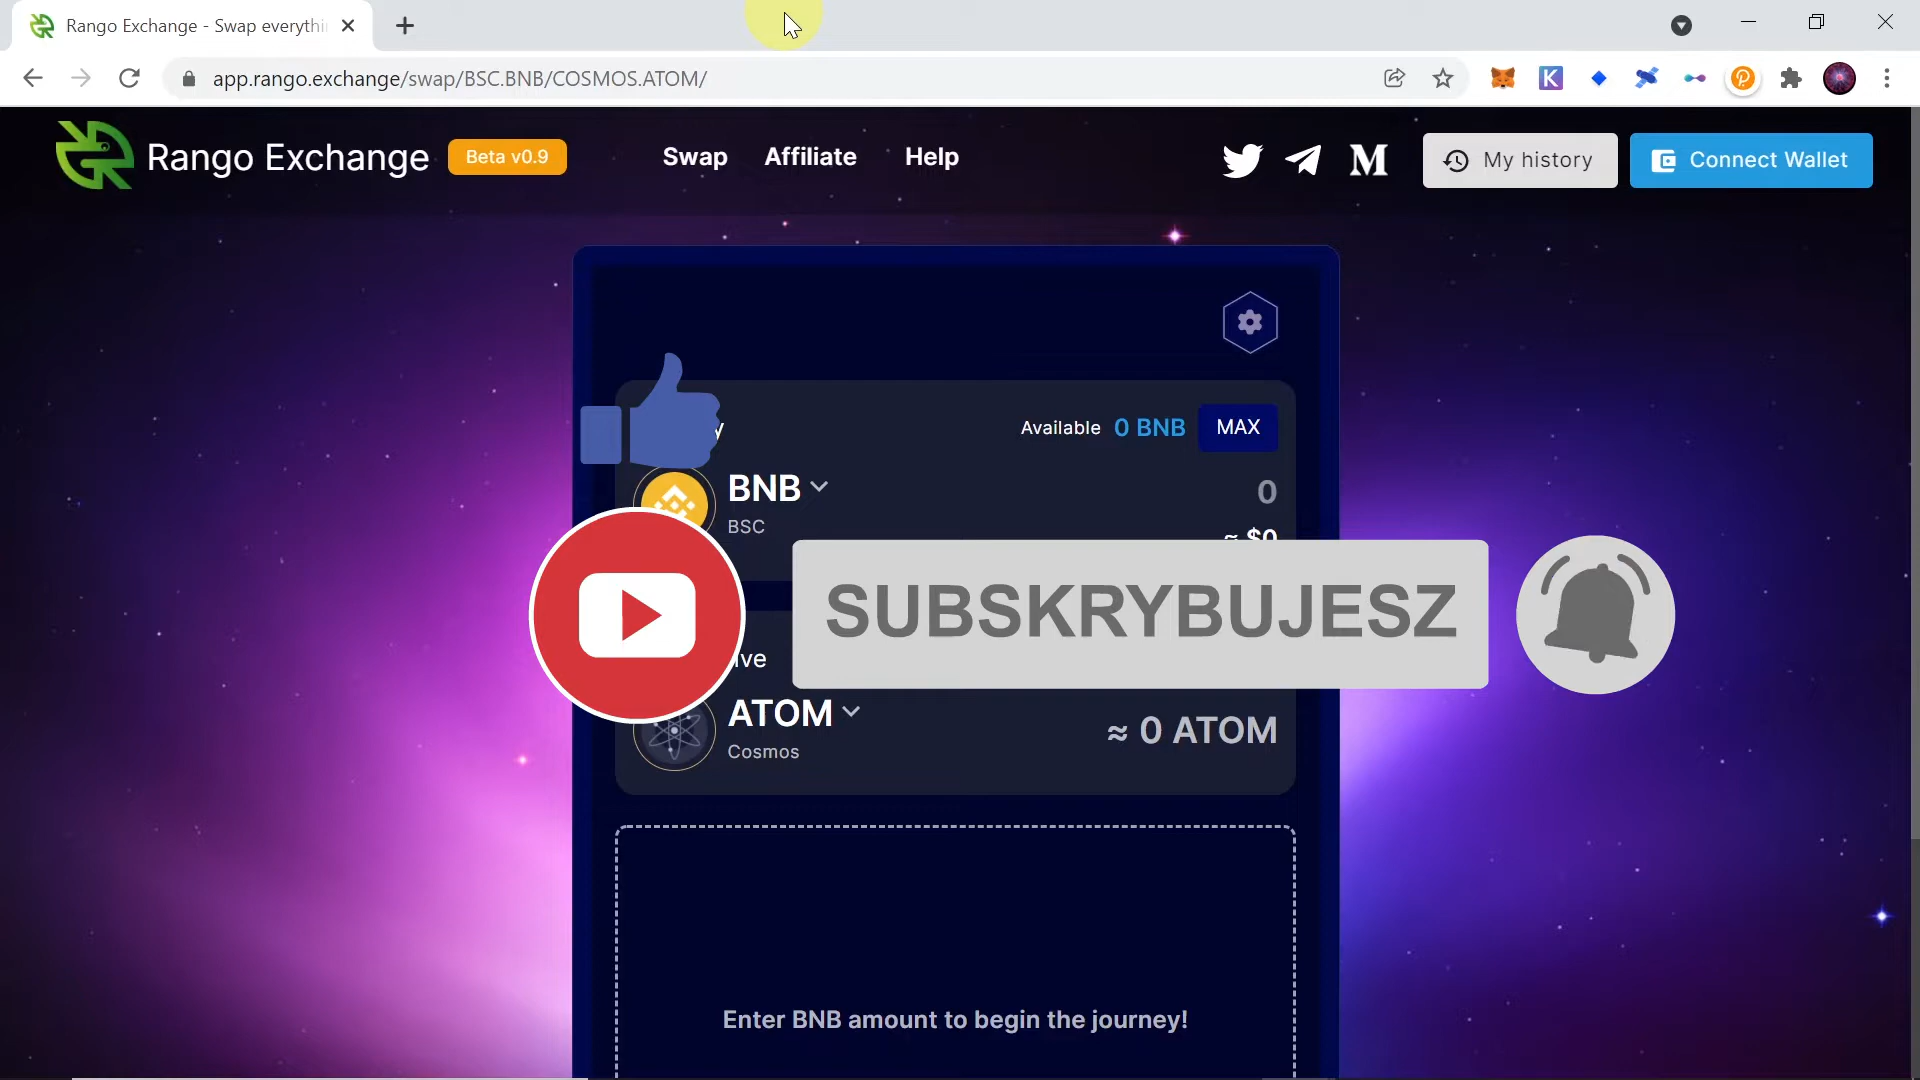 Rango Exchange - Swap everythi
app.rango.exchange/swap/BSC.BNB/COSMOS.ATOM/
Rango Exchange
Beta v0.9
Swap
Affiliate
Help
My history
Connect Wallet
Available 0 BNB
MAX
BNB
0
BSC
≈ $0
SUBSKRYBUJESZ
ATOM
≈ 0 ATOM
Cosmos
Enter BNB amount to begin the journey!